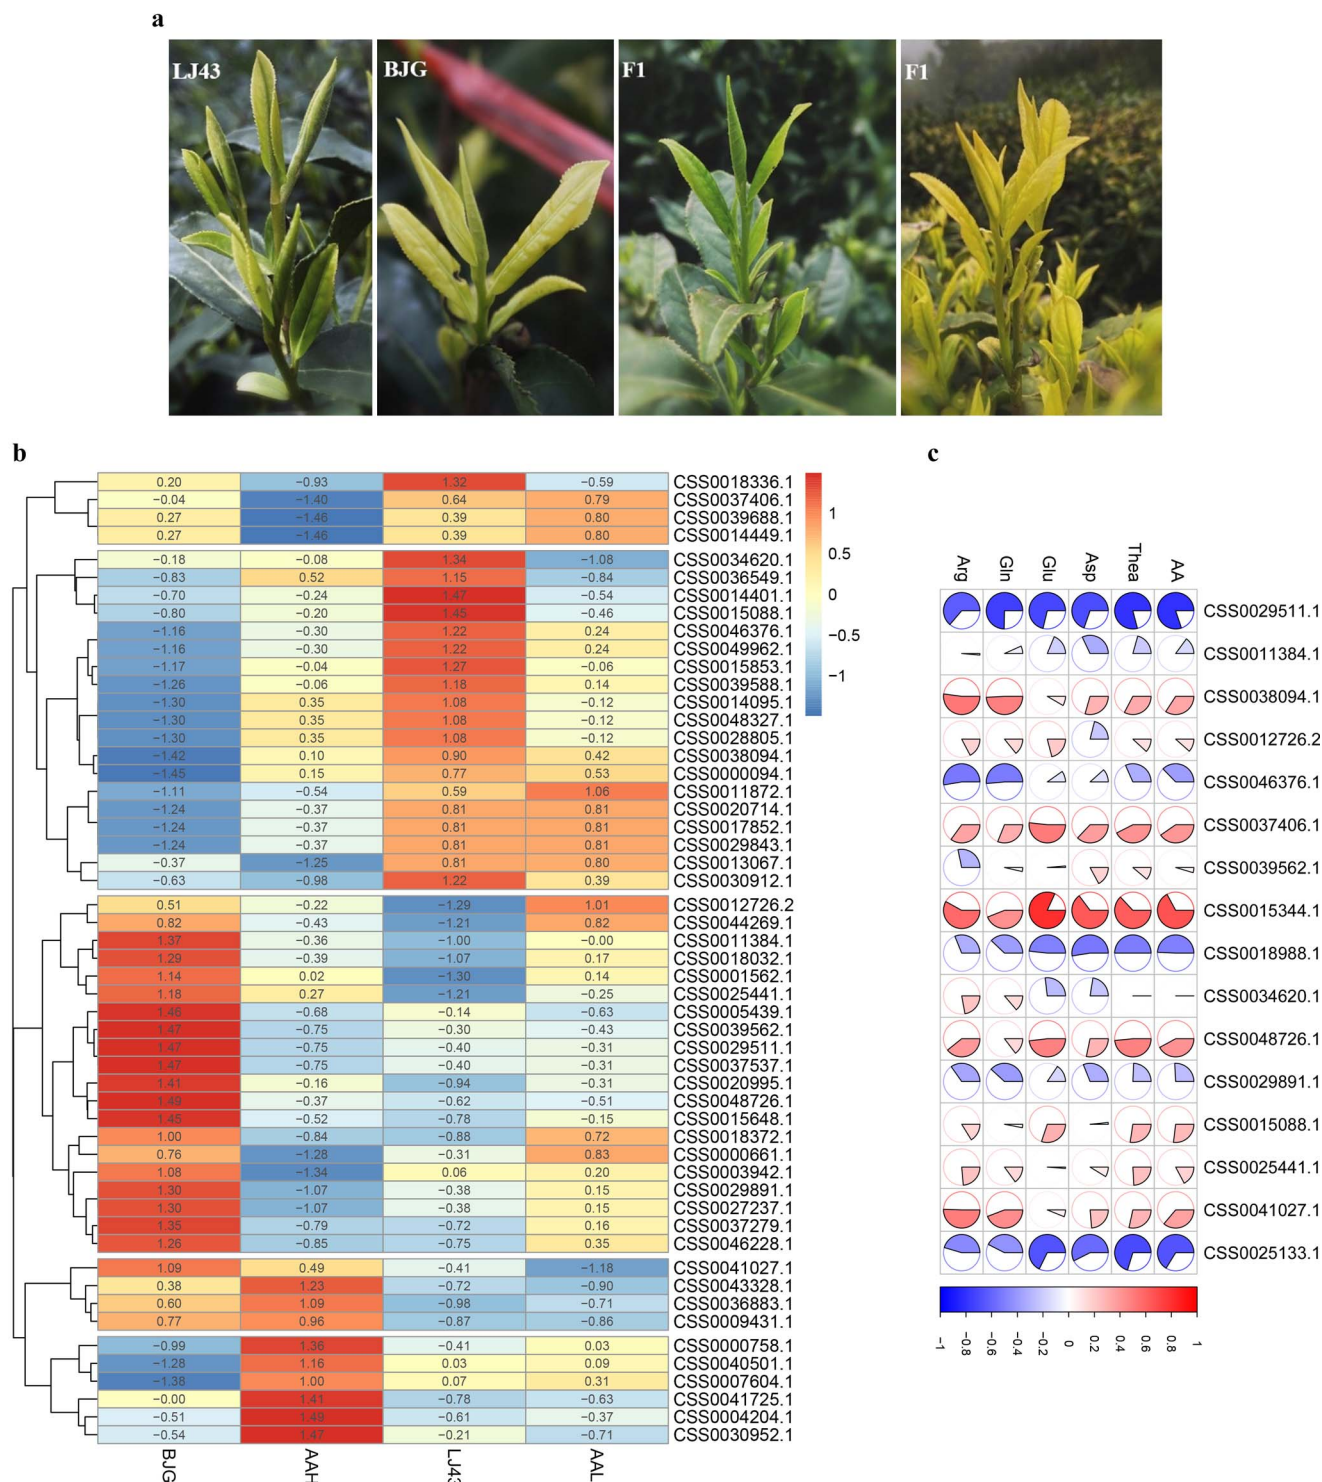 a
LJ43 BJG F1 F1
b
c
0.20 −0.93 1.32 −0.59 CSS0018336.1
−0.04 −1.40 0.64 0.79 CSS0037406.1
0.27 −1.46 0.39 0.80 CSS0039688.1
0.27 −1.46 0.39 0.80 CSS0014449.1
−0.18 −0.08 1.34 −1.08 CSS0034620.1
−0.83 0.52 1.15 −0.84 CSS0036549.1
−0.70 −0.24 1.47 −0.54 CSS0014401.1
−0.80 −0.20 1.45 −0.46 CSS0015088.1
−1.16 −0.30 1.22 0.24 CSS0046376.1
−1.16 −0.30 1.22 0.24 CSS0049962.1
−1.17 −0.04 1.27 −0.06 CSS0015853.1
−1.26 −0.06 1.18 0.14 CSS0039588.1
−1.30 0.35 1.08 −0.12 CSS0014095.1
−1.30 0.35 1.08 −0.12 CSS0048327.1
−1.30 0.35 1.08 −0.12 CSS0028805.1
−1.42 0.10 0.90 0.42 CSS0038094.1
−1.45 0.15 0.77 0.53 CSS0000094.1
−1.11 −0.54 0.59 1.06 CSS0011872.1
−1.24 −0.37 0.81 0.81 CSS0020714.1
−1.24 −0.37 0.81 0.81 CSS0017852.1
−1.24 −0.37 0.81 0.81 CSS0029843.1
−0.37 −1.25 0.81 0.80 CSS0013067.1
−0.63 −0.98 1.22 0.39 CSS0030912.1
0.51 −0.22 −1.29 1.01 CSS0012726.2
0.82 −0.43 −1.21 0.82 CSS0044269.1
1.37 −0.36 −1.00 −0.00 CSS0011384.1
1.29 −0.39 −1.07 0.17 CSS0018032.1
1.14 0.02 −1.30 0.14 CSS0001562.1
1.18 0.27 −1.21 −0.25 CSS0025441.1
1.46 −0.68 −0.14 −0.63 CSS0005439.1
1.47 −0.75 −0.30 −0.43 CSS0039562.1
1.47 −0.75 −0.40 −0.31 CSS0029511.1
1.47 −0.75 −0.40 −0.31 CSS0037537.1
1.41 −0.16 −0.94 −0.31 CSS0020995.1
1.49 −0.37 −0.62 −0.51 CSS0048726.1
1.45 −0.52 −0.78 −0.15 CSS0015648.1
1.00 −0.84 −0.88 0.72 CSS0018372.1
0.76 −1.28 −0.31 0.83 CSS0000661.1
1.08 −1.34 0.06 0.20 CSS0003942.1
1.30 −1.07 −0.38 0.15 CSS0029891.1
1.30 −1.07 −0.38 0.15 CSS0027237.1
1.35 −0.79 −0.72 0.16 CSS0037279.1
1.26 −0.85 −0.75 0.35 CSS0046228.1
1.09 0.49 −0.41 −1.18 CSS0041027.1
0.38 1.23 −0.72 −0.90 CSS0043328.1
0.60 1.09 −0.98 −0.71 CSS0036883.1
0.77 0.96 −0.87 −0.86 CSS0009431.1
−0.99 1.36 −0.41 0.03 CSS0000758.1
−1.28 1.16 0.03 0.09 CSS0040501.1
−1.38 1.00 0.07 0.31 CSS0007604.1
−0.00 1.41 −0.78 −0.63 CSS0041725.1
−0.51 1.49 −0.61 −0.37 CSS0004204.1
−0.54 1.47 −0.21 −0.71 CSS0030952.1
BJG AAH LJ43 AAL
1
0.5
0
−0.5
−1
Arg Gln Glu Asp Thea AA
CSS0029511.1
CSS0011384.1
CSS0038094.1
CSS0012726.2
CSS0046376.1
CSS0037406.1
CSS0039562.1
CSS0015344.1
CSS0018988.1
CSS0034620.1
CSS0048726.1
CSS0029891.1
CSS0015088.1
CSS0025441.1
CSS0041027.1
CSS0025133.1
−1 −0.8 −0.6 −0.4 −0.2 0 0.2 0.4 0.6 0.8 1